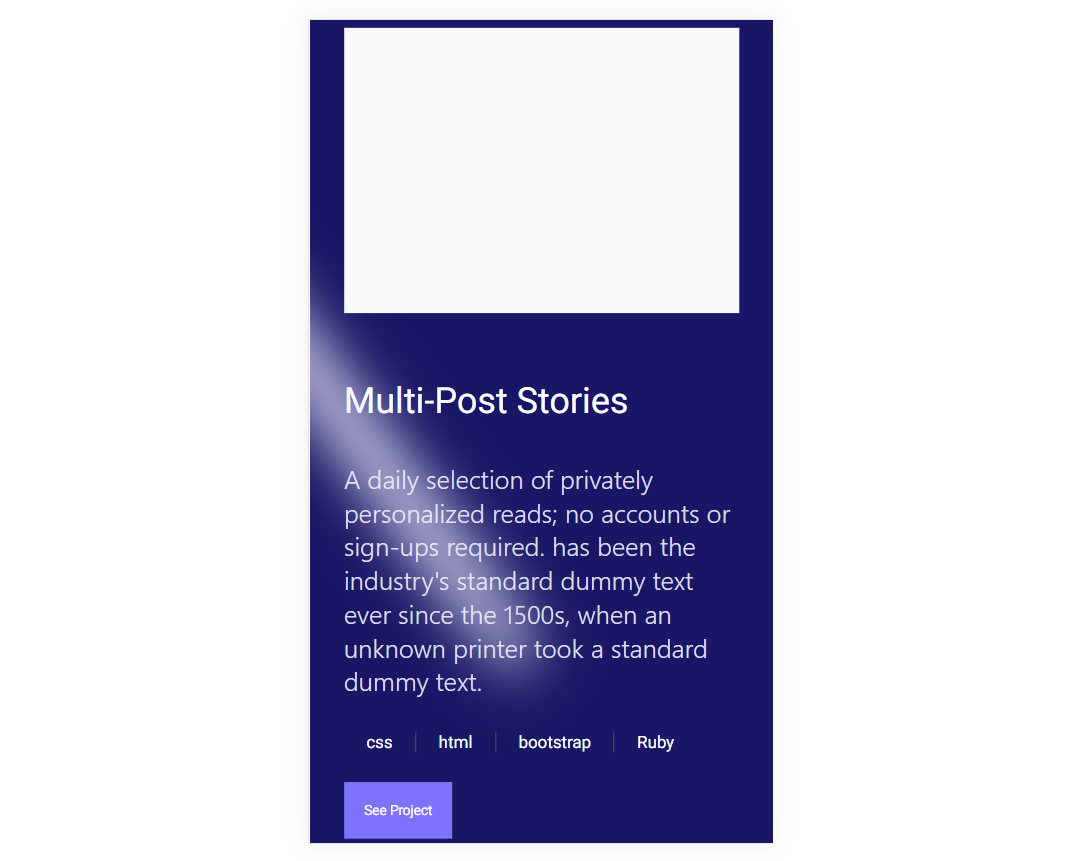 Multi-Post Stories
A daily selection of privately
personalized reads; no accounts or
sign-ups required. has been the
industry's standard dummy text
ever since the 1500s, when an
unknown printer took a standard
dummy text.
css | html | bootstrap | Ruby
See Project